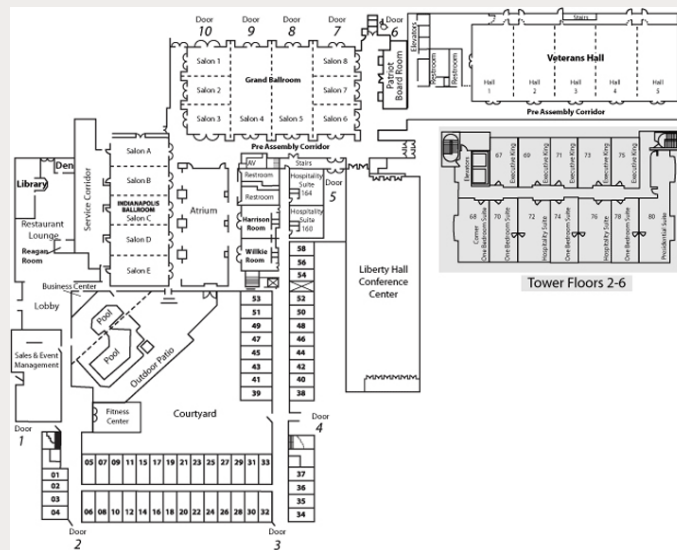 Door
10
Door
9
Door
8
Door
7
Door
6
Salon 1
Salon 2
Salon 3
Grand Ballroom
Salon 4
Salon 5
Salon 8
Salon 7
Salon 6
Pre Assembly Corridor
Patriot
Board Room
Elevators
Restroom
Restroom
Stairs
Veterans Hall
Hall
1
Hall
2
Hall
3
Hall
4
Hall
5
Pre Assembly Corridor
Salon A
Salon B
INDIANAPOLIS
BALLROOM
Salon C
Salon D
Salon E
Service Corridor
Den
Library
Restaurant
Lounge
Reagan
Room
Business Center
Lobby
Atrium
AV
Restroom
Restroom
Harrison
Room
Willkie
Room
Stairs
Hospitality
Suite
164
Hospitality
Suite
160
Door
5
Liberty Hall
Conference
Center
Elevators
67
Executive King
69
Executive King
71
Executive King
73
Executive King
75
Executive King
68
Corner
One Bedroom Suite
70
One Bedroom Suite
72
Hospitality Suite
74
One Bedroom Suite
76
Hospitality Suite
78
One Bedroom Suite
80
Presidential Suite
Tower Floors 2-6
Pool
Pool
Outdoor Patio
Sales & Event
Management
Fitness
Center
Courtyard
58
56
54
53
51
49
47
45
43
41
39
52
50
48
46
44
42
40
38
Door
1
Door
4
01
02
03
04
05 07 09 11 15 17 19 21 23 25 27 29 31 33
06 08 10 12 14 16 18 20 22 24 26 28 30 32
37
36
35
34
Door
2
Door
3